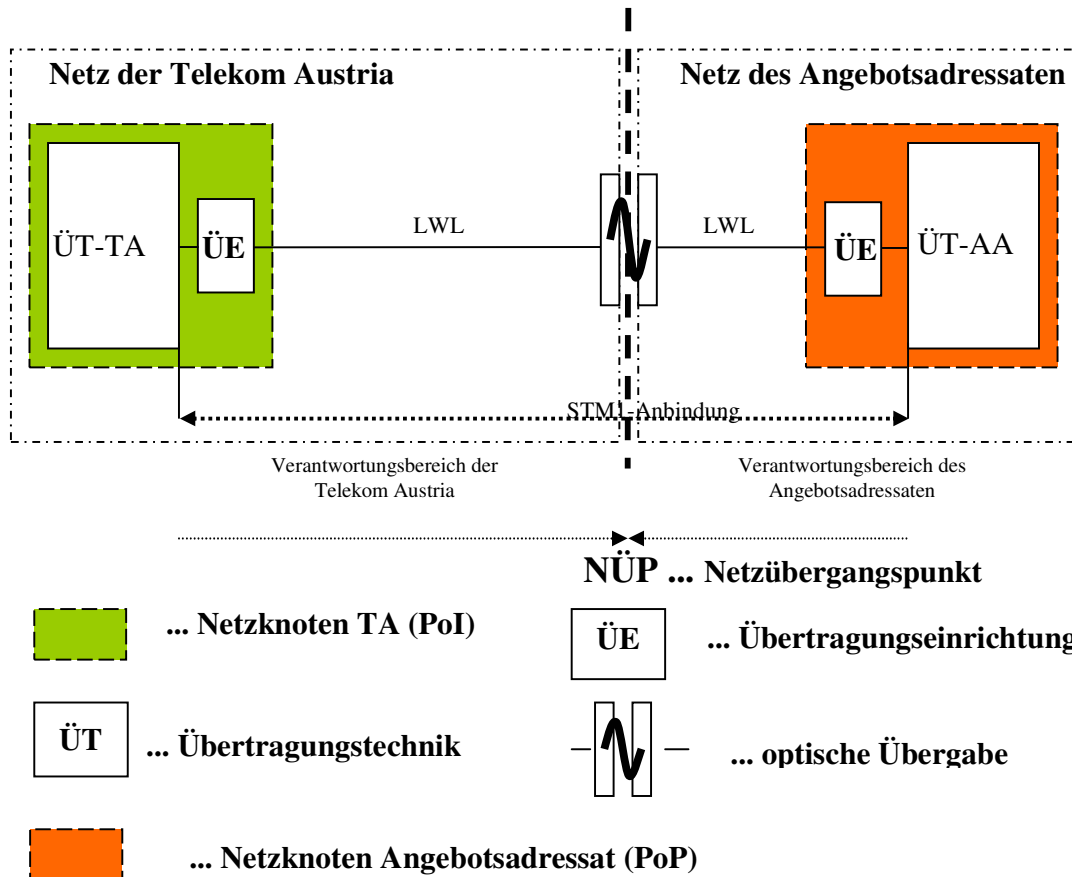 Netz der Telekom Austria
Netz des Angebotsadressaten
ÜT-TA
ÜE
LWL
LWL
ÜE
ÜT-AA
STM1-Anbindung
Verantwortungsbereich der
Telekom Austria
Verantwortungsbereich des
Angebotsadressaten
NÜP ... Netzübergangspunkt
... Netzknoten TA (PoI)
ÜE
... Übertragungseinrichtung
ÜT
... Übertragungstechnik
... optische Übergabe
... Netzknoten Angebotsadressat (PoP)